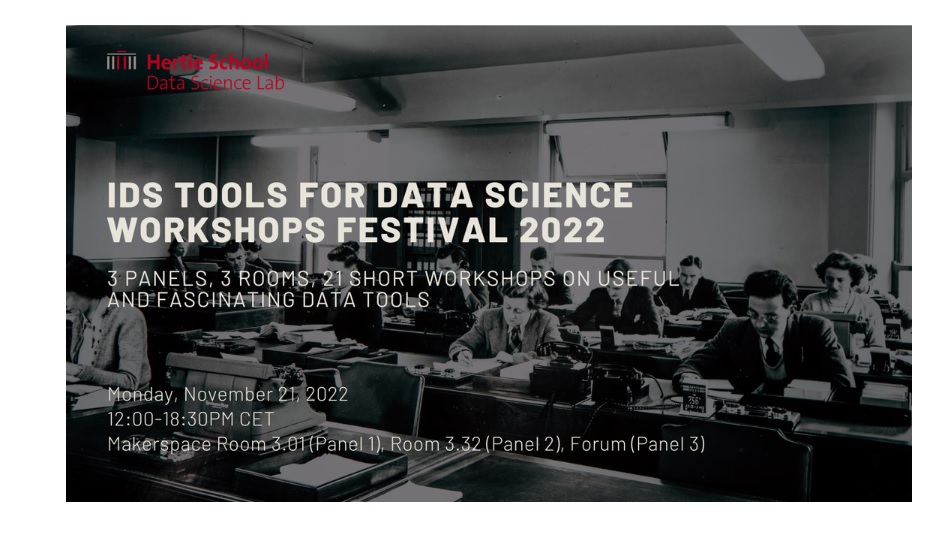 Hertie School
Data Science Lab
IDS TOOLS FOR DATA SCIENCE
WORKSHOPS FESTIVAL 2022
3 PANELS, 3 ROOMS, 21 SHORT WORKSHOPS ON USEFUL
AND FASCINATING DATA TOOLS
Monday, November 21, 2022
12:00-18:30PM CET
Makerspace Room 3.01 (Panel 1), Room 3.32 (Panel 2), Forum (Panel 3)